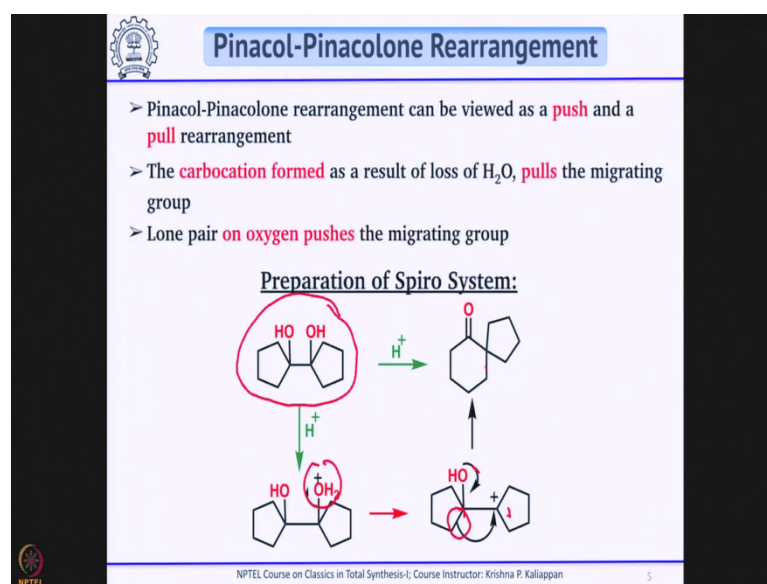 Pinacol-Pinacolone Rearrangement
➢ Pinacol-Pinacolone rearrangement can be viewed as a push and a
pull rearrangement
➢ The carbocation formed as a result of loss of H₂O, pulls the migrating
group
➢ Lone pair on oxygen pushes the migrating group
Preparation of Spiro System:
HO OH
H⁺
O
H⁺
HO
⁺OH₂
HO
+
NPTEL
NPTEL Course on Classics in Total Synthesis-I; Course Instructor: Krishna P. Kaliappan
5